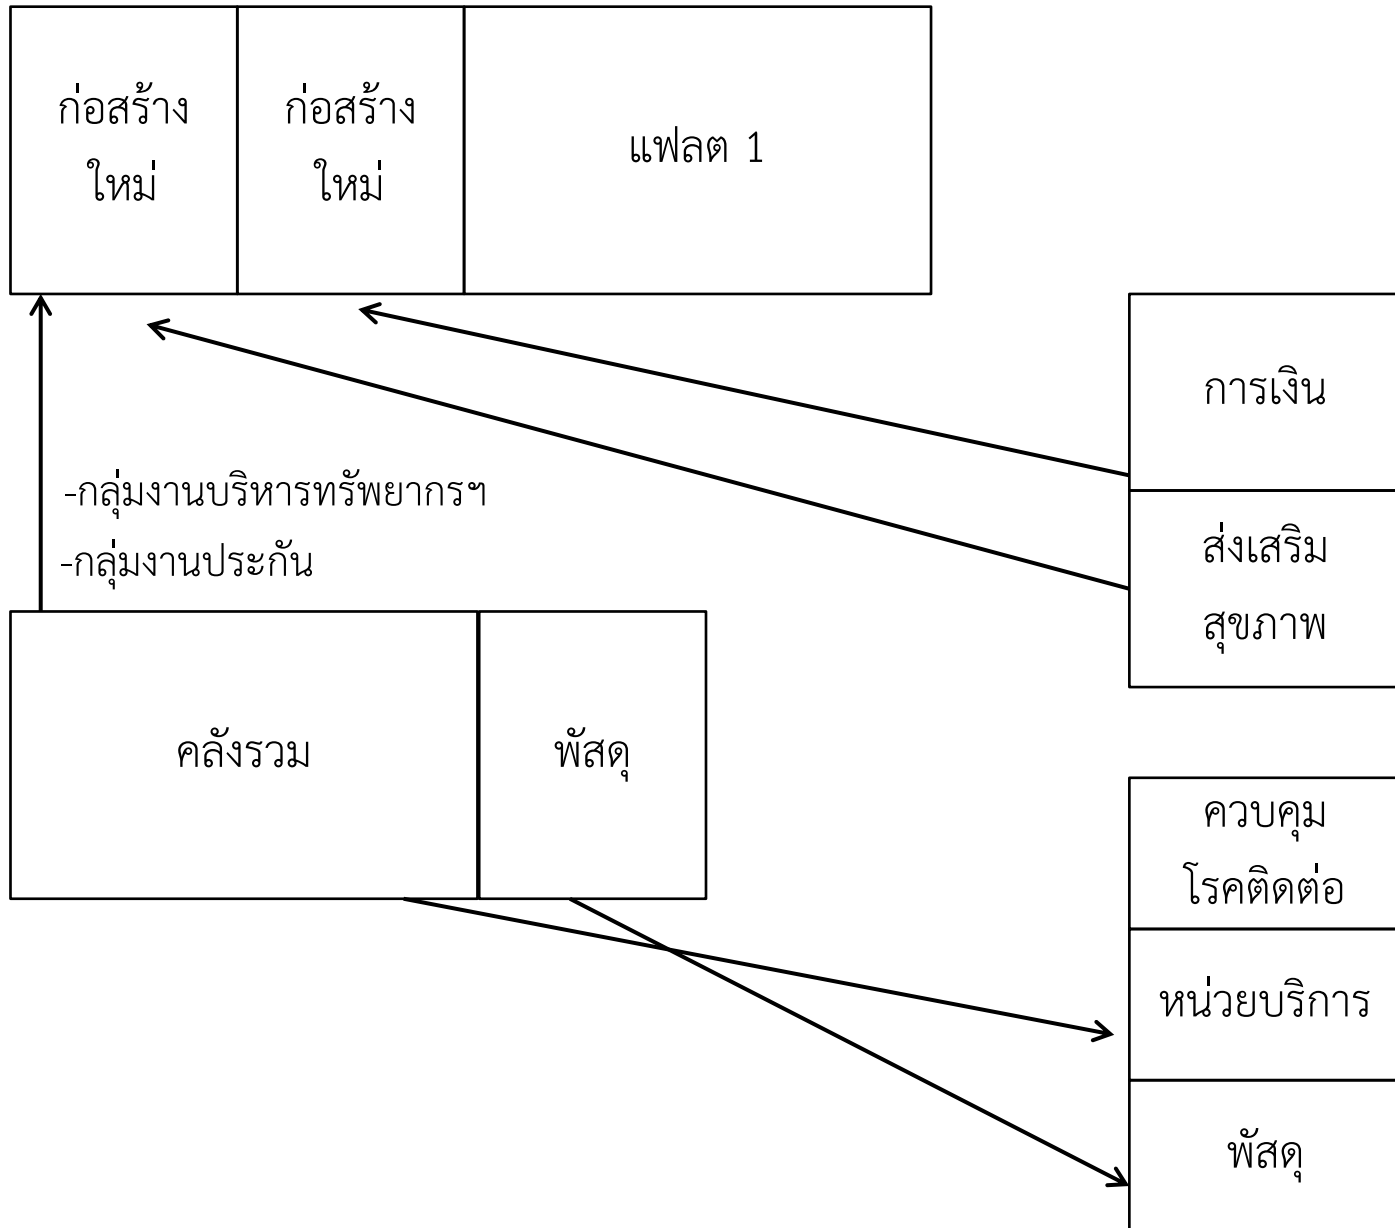 ก่อสร้าง
ใหม่
ก่อสร้าง
ใหม่
แฟลต 1
การเงิน
ส่งเสริม
สุขภาพ
-กลุ่มงานบริหารทรัพยากรฯ
-กลุ่มงานประกัน
คลังรวม
พัสดุ
ควบคุม
โรคติดต่อ
หน่วยบริการ
พัสดุ